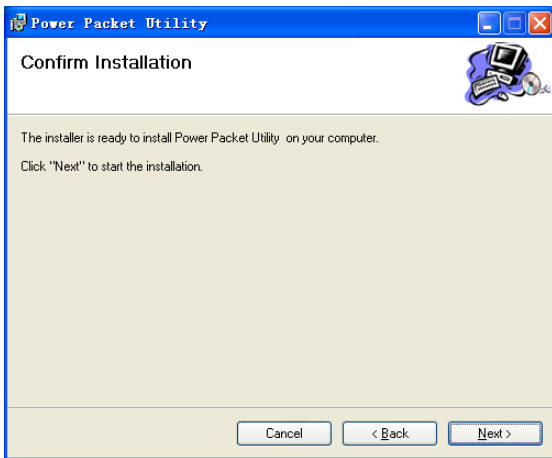 Power Packet Utility
Confirm Installation
The installer is ready to install Power Packet Utility on your computer.
Click "Next" to start the installation.
Cancel
< Back
Next >